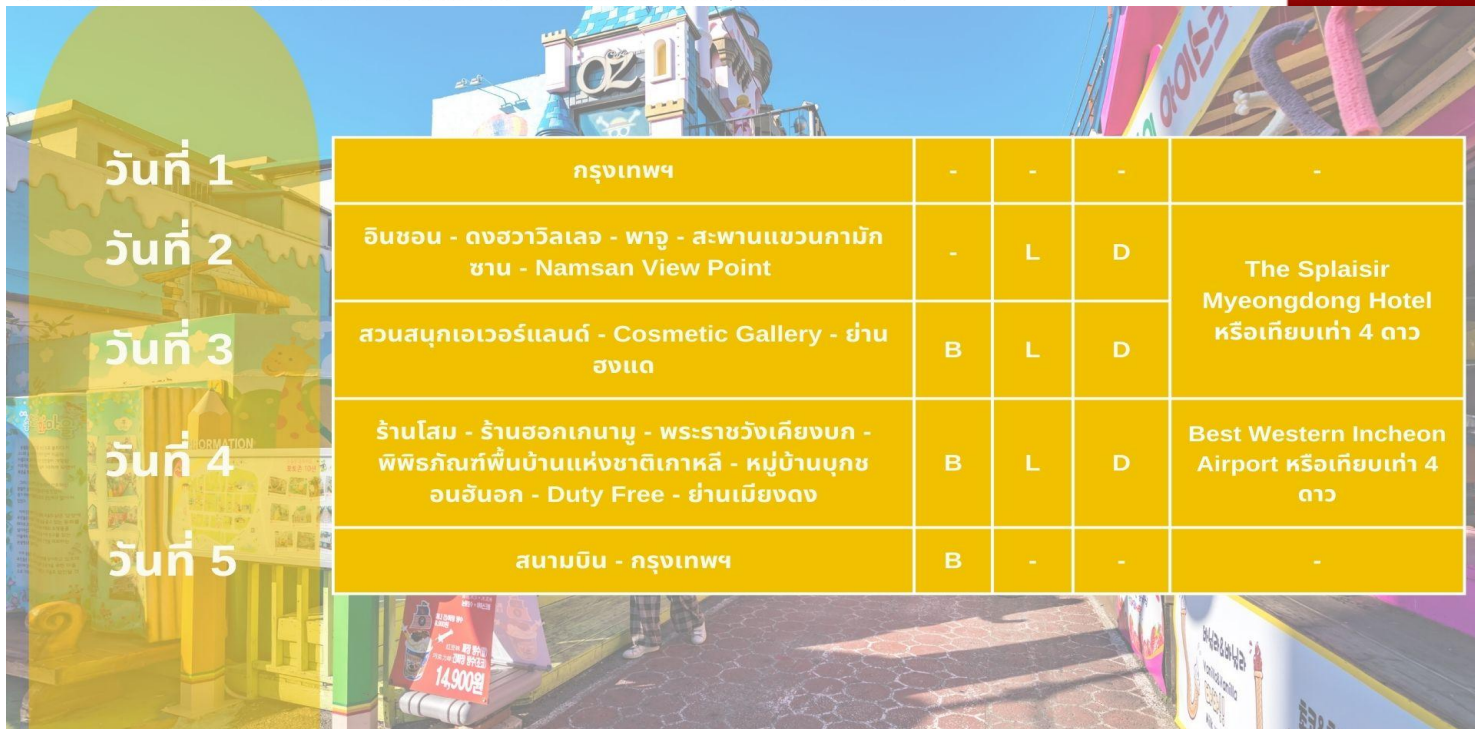 OZ
วันที่ 1
กรุงเทพฯ
-
-
-
-
วันที่ 2
อินชอน - ดงฮวาวิลเลจ - พาจู - สะพานแขวนกามัก
ซาน - Namsan View Point
-
L
D
The Splaisir
Myeongdong Hotel
หรือเทียบเท่า 4 ดาว
วันที่ 3
สวนสนุกเอเวอร์แลนด์ - Cosmetic Gallery - ย่าน
ฮงแด
B
L
D
วันที่ 4
ร้านโสม - ร้านฮอกเกนามู - พระราชวังเคียงบก -
พิพิธภัณฑ์พื้นบ้านแห่งชาติเกาหลี - หมู่บ้านบุกช
อนฮันอก - Duty Free - ย่านเมียงดง
B
L
D
Best Western Incheon
Airport หรือเทียบเท่า 4
ดาว
วันที่ 5
สนามบิน - กรุงเทพฯ
B
-
-
-
14,900원